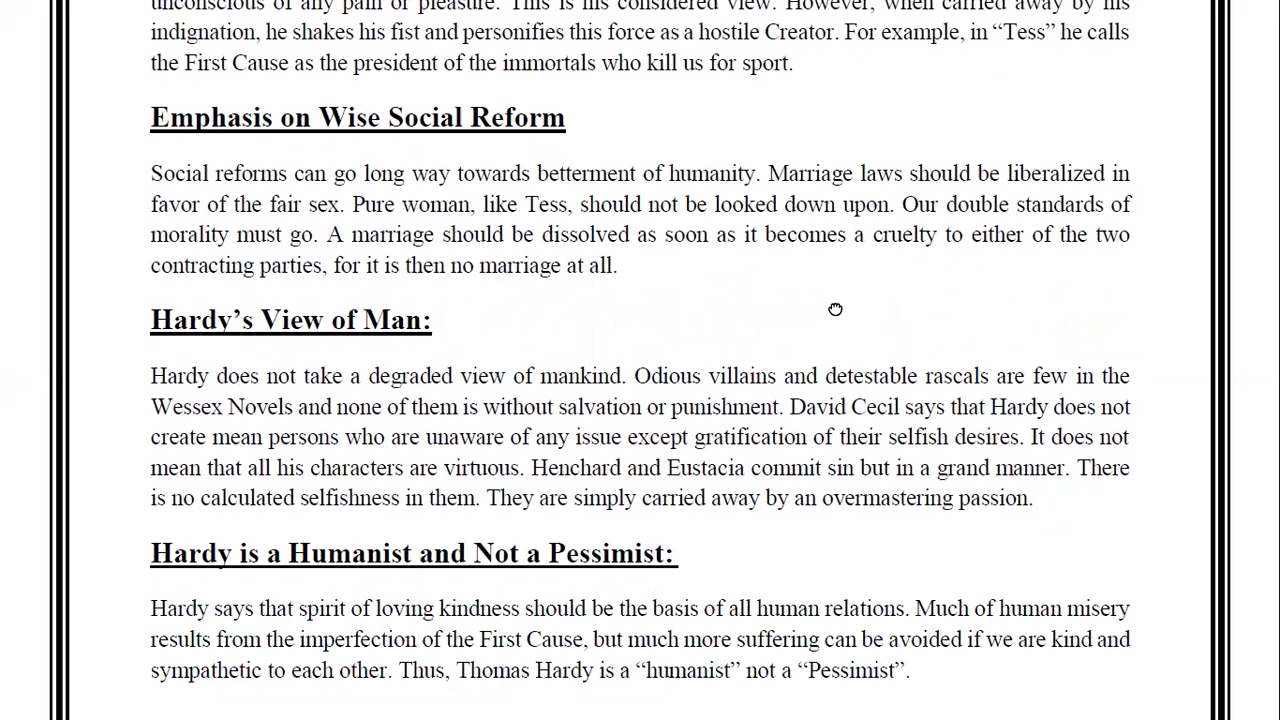 unconscious of any pain or pleasure. This is his considered view. However, when carried away by his
indignation, he shakes his fist and personifies this force as a hostile Creator. For example, in “Tess” he calls
the First Cause as the president of the immortals who kill us for sport.
Emphasis on Wise Social Reform
Social reforms can go long way towards betterment of humanity. Marriage laws should be liberalized in
favor of the fair sex. Pure woman, like Tess, should not be looked down upon. Our double standards of
morality must go. A marriage should be dissolved as soon as it becomes a cruelty to either of the two
contracting parties, for it is then no marriage at all.
Hardy’s View of Man:
Hardy does not take a degraded view of mankind. Odious villains and detestable rascals are few in the
Wessex Novels and none of them is without salvation or punishment. David Cecil says that Hardy does not
create mean persons who are unaware of any issue except gratification of their selfish desires. It does not
mean that all his characters are virtuous. Henchard and Eustacia commit sin but in a grand manner. There
is no calculated selfishness in them. They are simply carried away by an overmastering passion.
Hardy is a Humanist and Not a Pessimist:
Hardy says that spirit of loving kindness should be the basis of all human relations. Much of human misery
results from the imperfection of the First Cause, but much more suffering can be avoided if we are kind and
sympathetic to each other. Thus, Thomas Hardy is a “humanist” not a “Pessimist”.